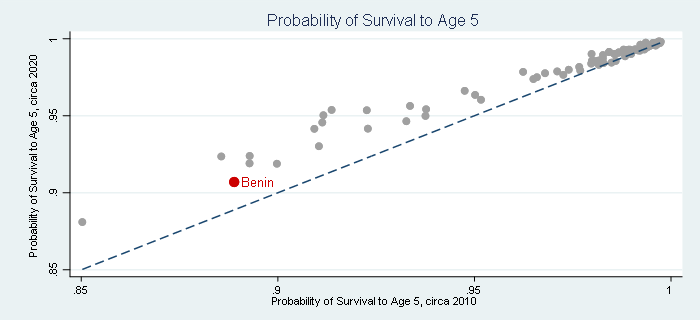 Probability of Survival to Age 5
Probability of Survival to Age 5, circa 2020
1
.95
.9
.85
Benin
.85
.9
.95
1
Probability of Survival to Age 5, circa 2010